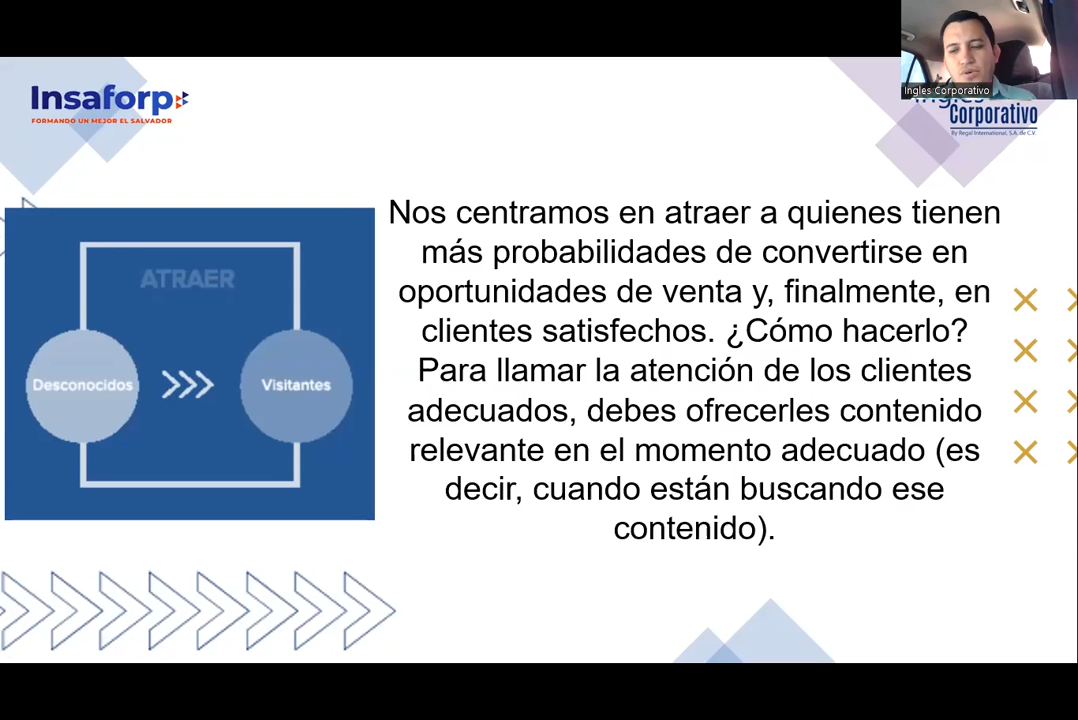 Ingles Corporativo
Insaforp
FORMANDO UN MEJOR EL SALVADOR
Corporativo
By Regal International, S.A. de C.V.
Nos centramos en atraer a quienes tienen
más probabilidades de convertirse en
oportunidades de venta y, finalmente, en
clientes satisfechos. ¿Cómo hacerlo?
Para llamar la atención de los clientes
adecuados, debes ofrecerles contenido
relevante en el momento adecuado (es
decir, cuando están buscando ese
contenido).
ATRAER
Desconocidos
Visitantes